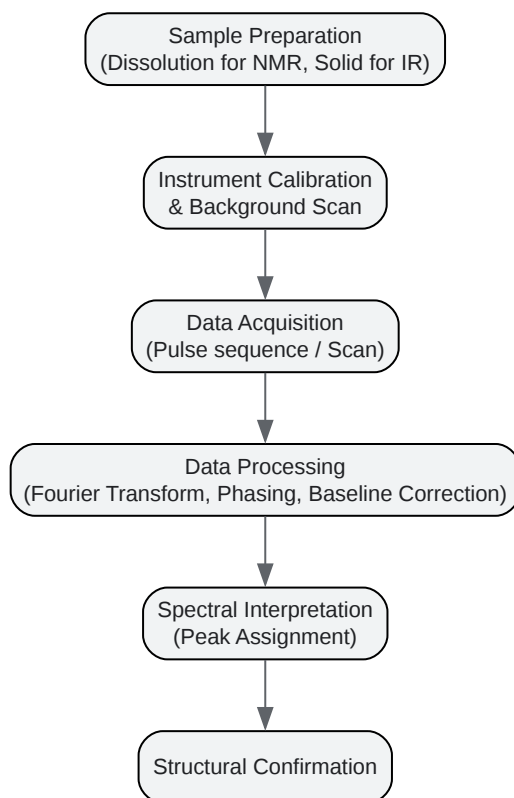 Sample Preparation
(Dissolution for NMR, Solid for IR)
Instrument Calibration
& Background Scan
Data Acquisition
(Pulse sequence / Scan)
Data Processing
(Fourier Transform, Phasing, Baseline Correction)
Spectral Interpretation
(Peak Assignment)
Structural Confirmation